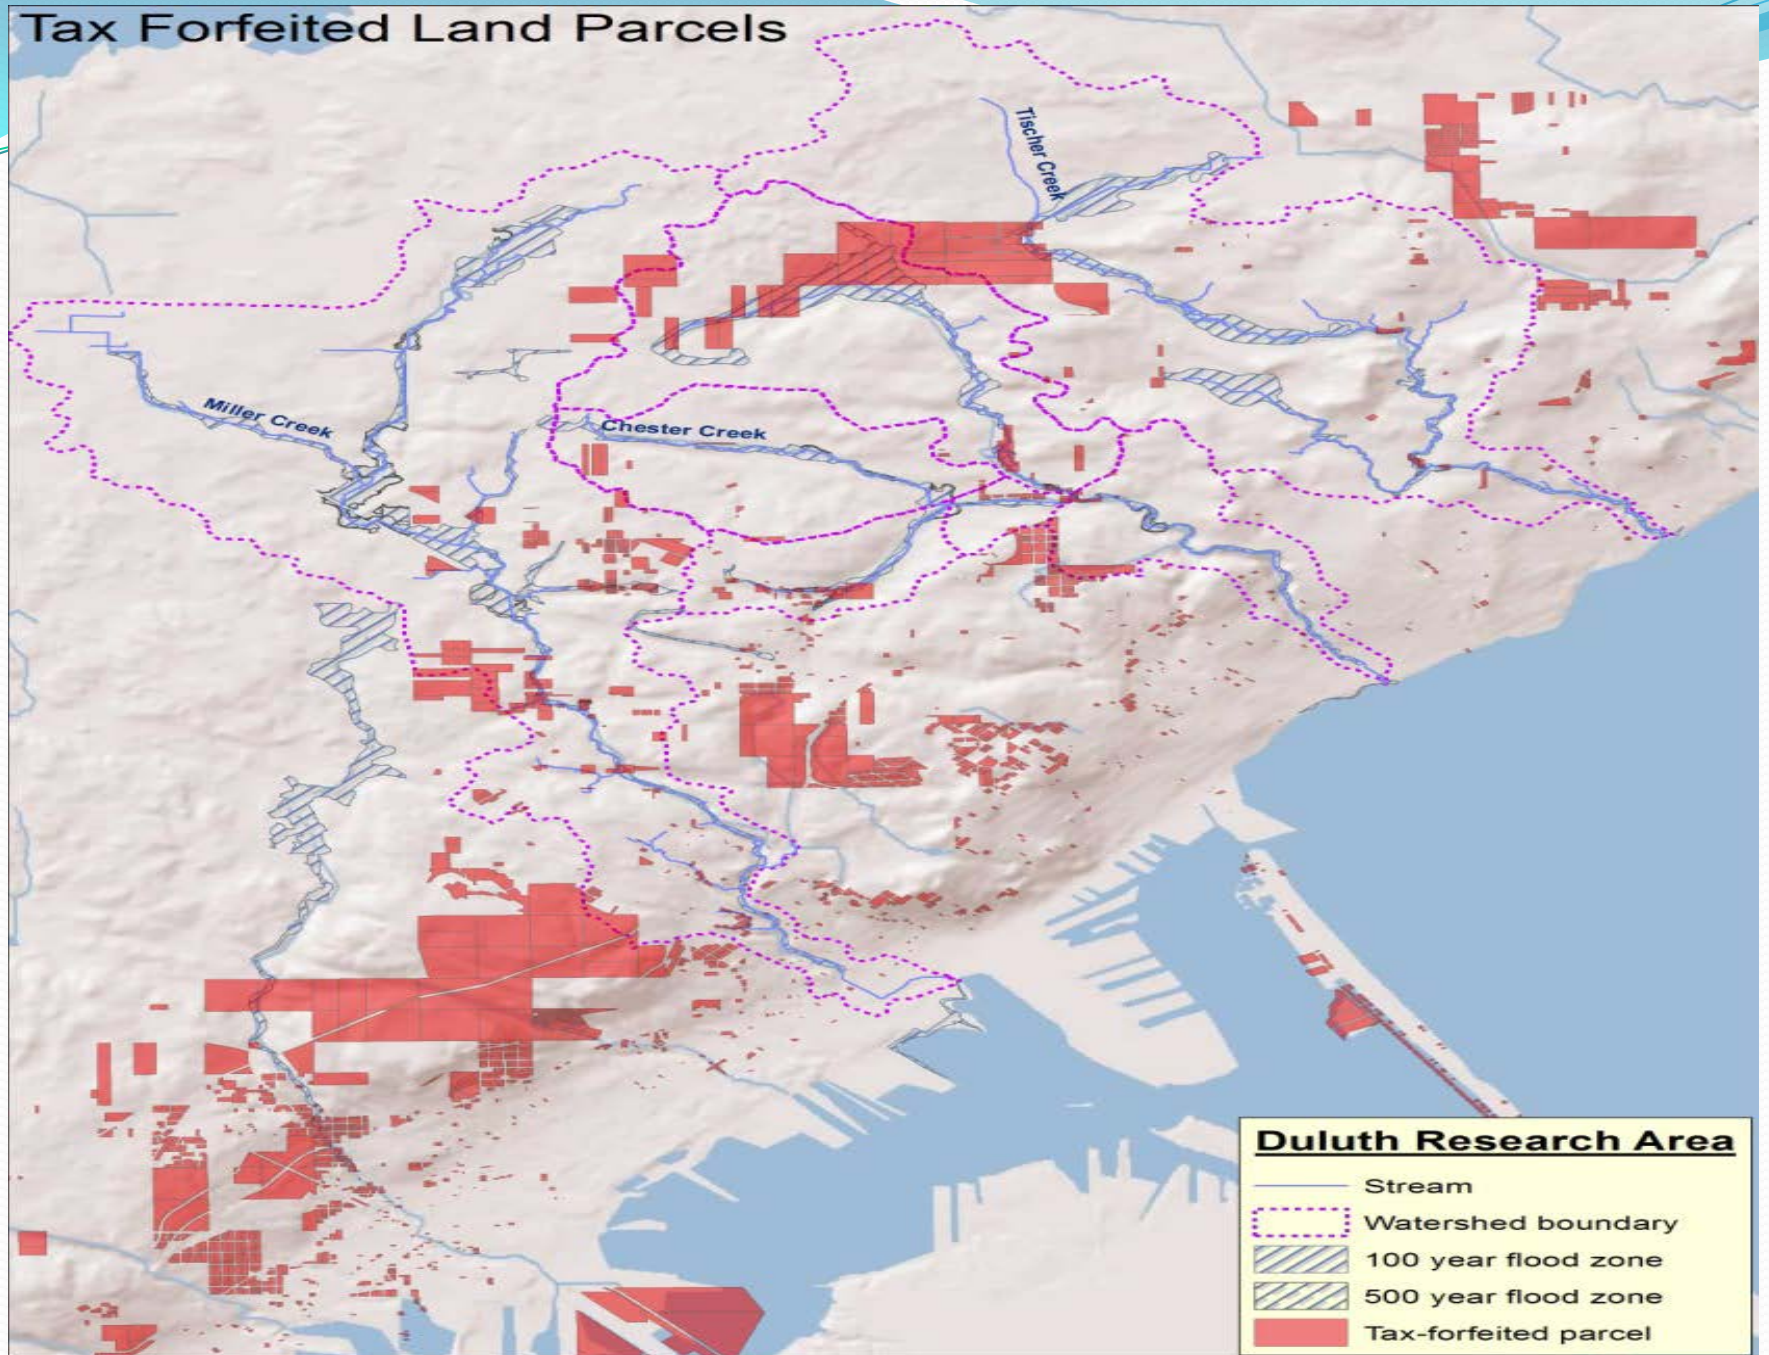 Tax Forfeited Land Parcels
Tischer Creek
Miller Creek
Chester Creek
Duluth Research Area
Stream
Watershed boundary
100 year flood zone
500 year flood zone
Tax-forfeited parcel